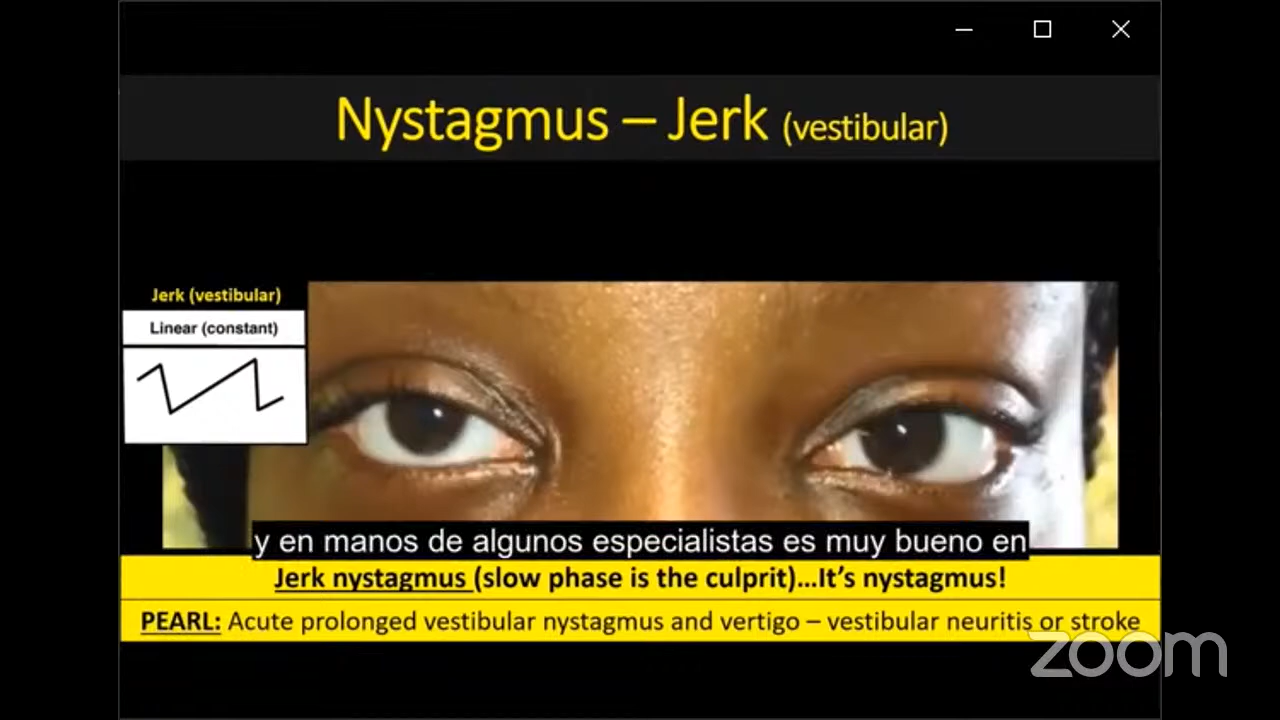 Nystagmus – Jerk (vestibular)
Jerk (vestibular)
Linear (constant)
y en manos de algunos especialistas es muy bueno en
Jerk nystagmus (slow phase is the culprit)...It's nystagmus!
PEARL: Acute prolonged vestibular nystagmus and vertigo – vestibular neuritis or stroke
zoom